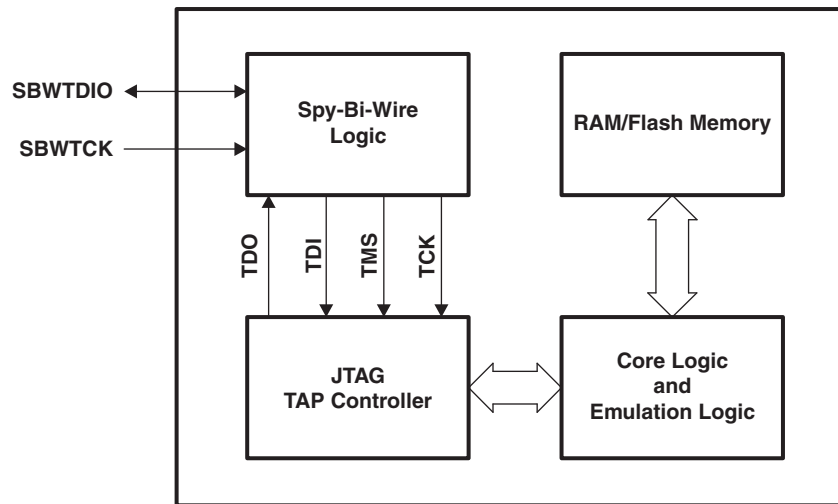 SBWTDIO
SBWTCK
Spy-Bi-Wire
Logic
RAM/Flash Memory
TDO
TDI
TMS
TCK
JTAG
TAP Controller
Core Logic
and
Emulation Logic